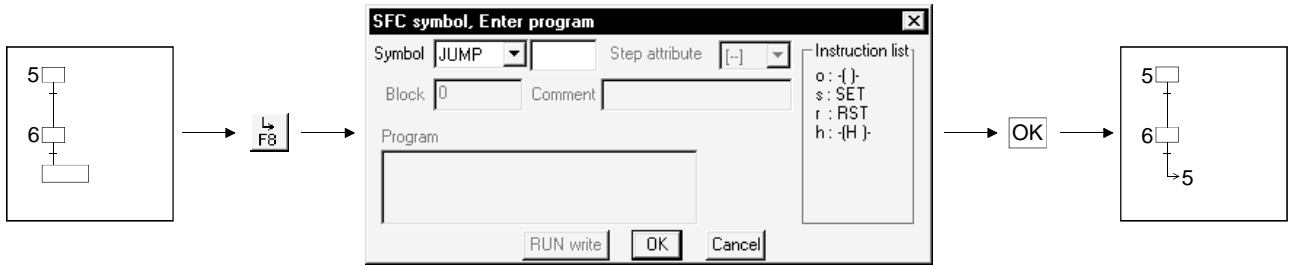 5
6
F8
SFC symbol, Enter program
Symbol JUMP Step attribute [--]
Block 0 Comment
Program
Instruction list
o : -( )-
s : SET
r : RST
h : -(H )-
RUN write OK Cancel
OK
5
6
5